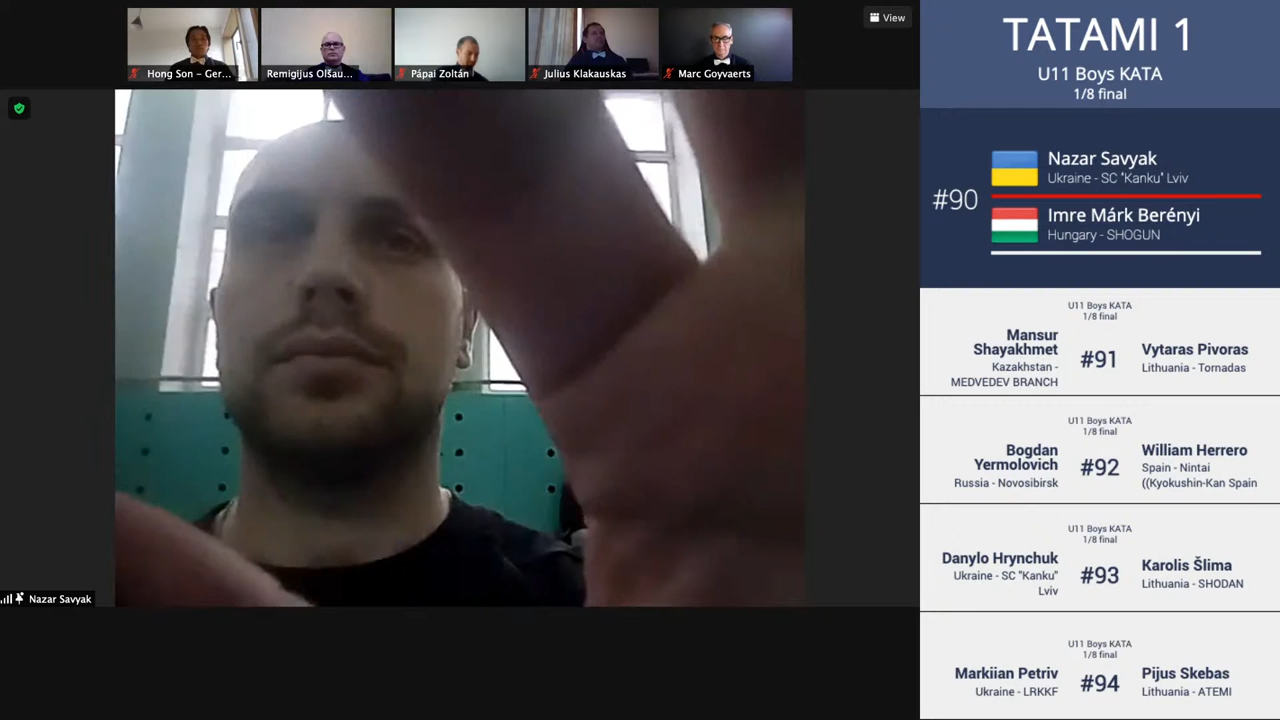 View
Hong Son – Ger...
Remigijus Olšau...
Pápai Zoltán
Julius Klakauskas
Marc Goyvaerts
Nazar Savyak
TATAMI 1
U11 Boys KATA
1/8 final
#90
Nazar Savyak
Ukraine - SC "Kanku" Lviv
Imre Márk Berényi
Hungary - SHOGUN
U11 Boys KATA
1/8 final
Mansur
Shayakhmet
Kazakhstan -
MEDVEDEV BRANCH
#91
Vytaras Pivoras
Lithuania - Tornadas
U11 Boys KATA
1/8 final
Bogdan
Yermolovich
Russia - Novosibirsk
#92
William Herrero
Spain - Nintai
((Kyokushin-Kan Spain
U11 Boys KATA
1/8 final
Danylo Hrynchuk
Ukraine - SC "Kanku"
Lviv
#93
Karolis Šlima
Lithuania - SHODAN
U11 Boys KATA
1/8 final
Markiian Petriv
Ukraine - LRKKF
#94
Pijus Skebas
Lithuania - ATEMI